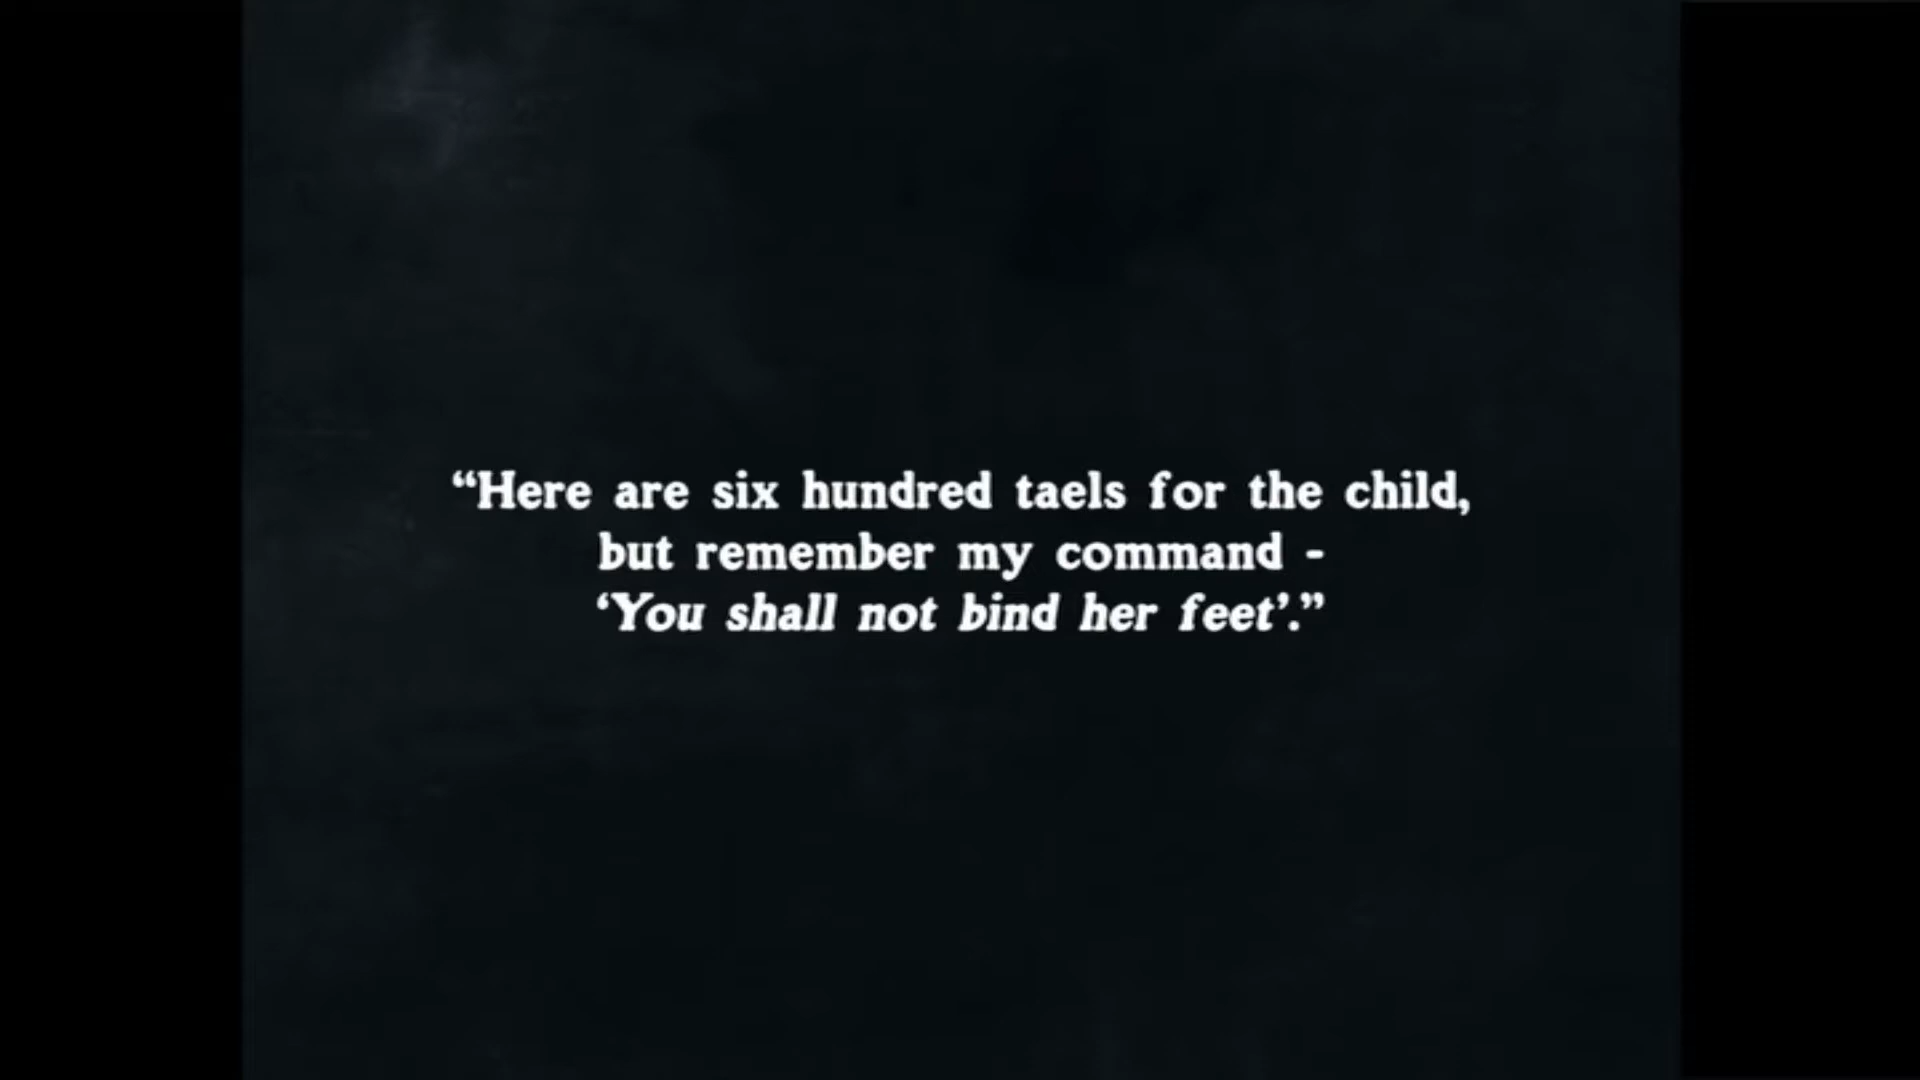 “Here are six hundred taels for the child,
but remember my command -
‘You shall not bind her feet’.”